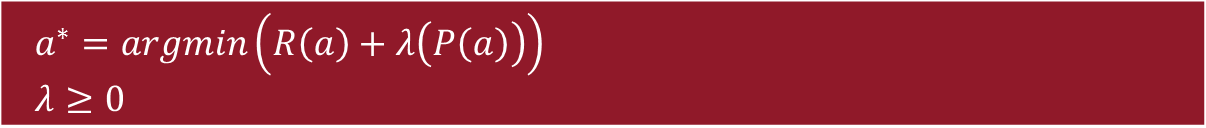 a* = argmin(R(a) + λ(P(a)))
λ ≥ 0